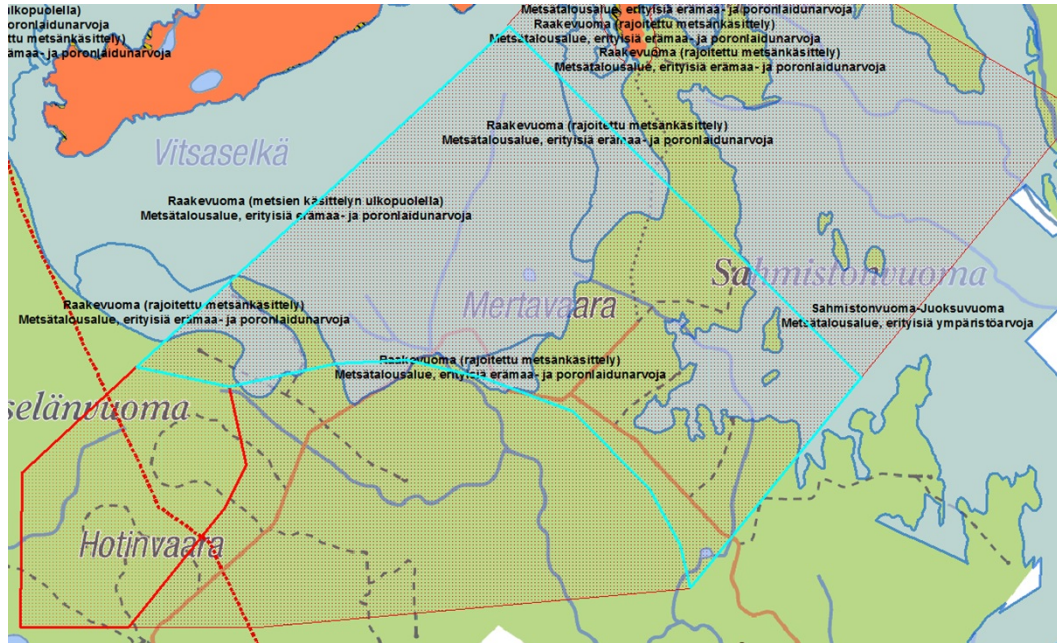 ulkopuolella)
poronlaidunarvoja
ttu metsänkäsittely)
ämaa- ja poronlaidunarvoja
Metsätalousalue, erityisiä erämaa- ja poronlaidunarvoja
Raakevuoma (rajoitettu metsänkäsittely)
Metsätalousalue, erityisiä erämaa- ja poronlaidunarvoja
Raakevuoma (rajoitettu metsänkäsittely)
Metsätalousalue, erityisiä erämaa- ja poronlaidunarvoja
Raakevuoma (rajoitettu metsänkäsittely)
Metsätalousalue, erityisiä erämaa- ja poronlaidunarvoja
Vitsaselkä
Raakevuoma (metsien käsittelyn ulkopuolella)
Metsätalousalue, erityisiä erämaa- ja poronlaidunarvoja
Sahmistonvuoma
Raakevuoma (rajoitettu metsänkäsittely)
Metsätalousalue, erityisiä erämaa- ja poronlaidunarvoja
Mertavaara
Sahmistonvuoma-Juoksuvuoma
Metsätalousalue, erityisiä ympäristöarvoja
Raakevuoma (rajoitettu metsänkäsittely)
Metsätalousalue, erityisiä erämaa- ja poronlaidunarvoja
selänvuoma
Hotinvaara